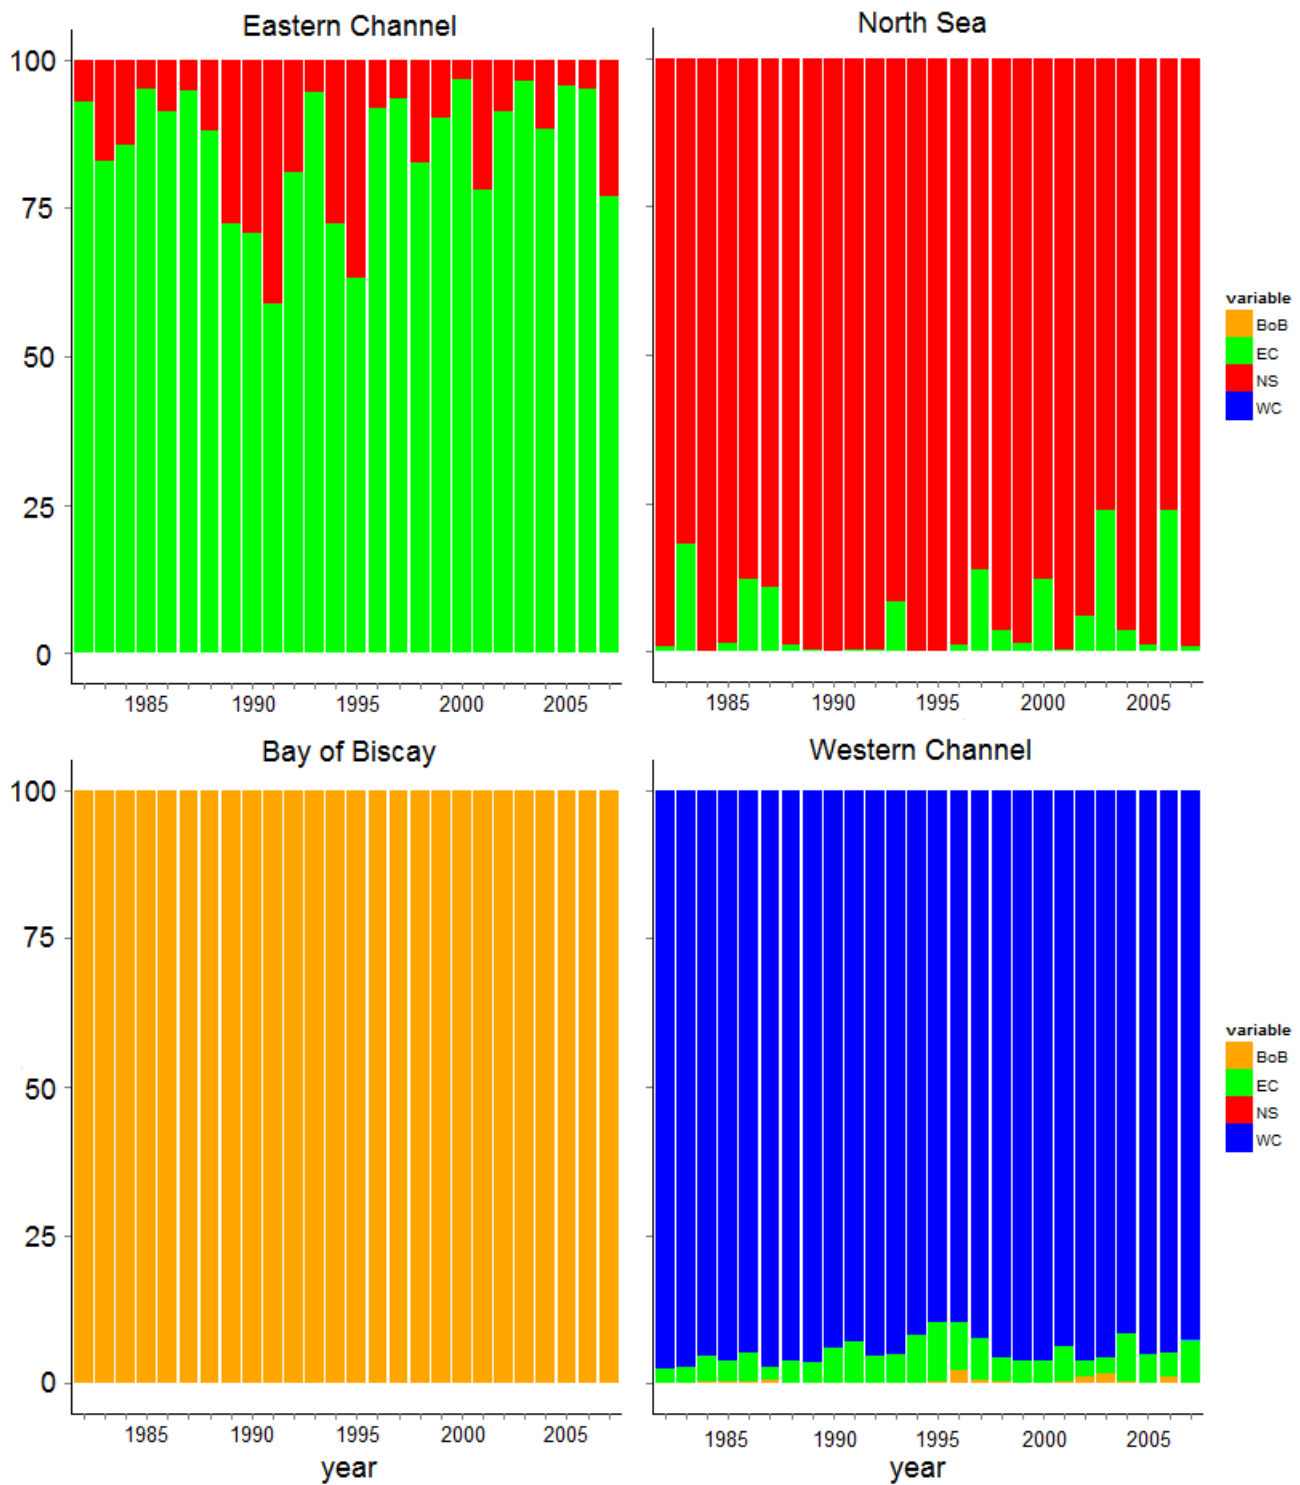 Eastern Channel
North Sea
100
75
50
25
0
1985 1990 1995 2000 2005
1985 1990 1995 2000 2005
variable
BoB
EC
NS
WC
Bay of Biscay
Western Channel
100
75
50
25
0
1985 1990 1995 2000 2005
1985 1990 1995 2000 2005
year
year
variable
BoB
EC
NS
WC